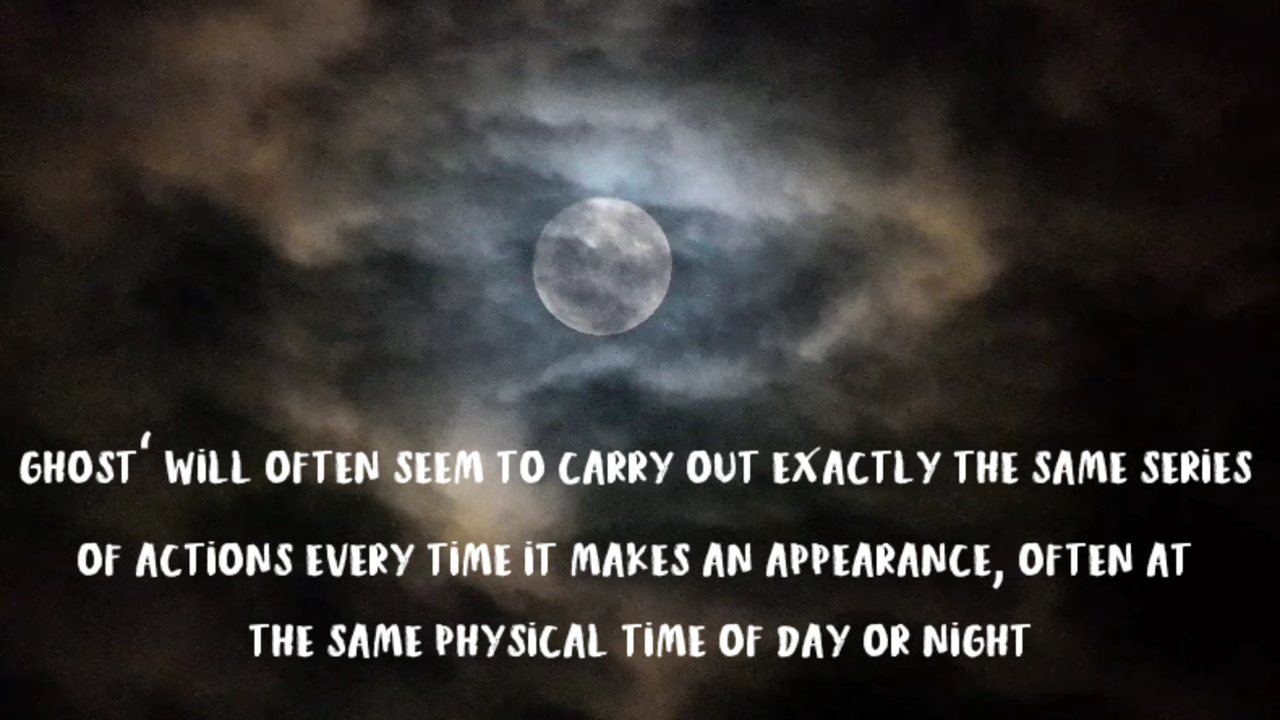 GHOST‘ WILL OFTEN SEEM TO CARRY OUT EXACTLY THE SAME SERIES
OF ACTIONS EVERY TIME IT MAKES AN APPEARANCE, OFTEN AT
THE SAME PHYSICAL TIME OF DAY OR NIGHT